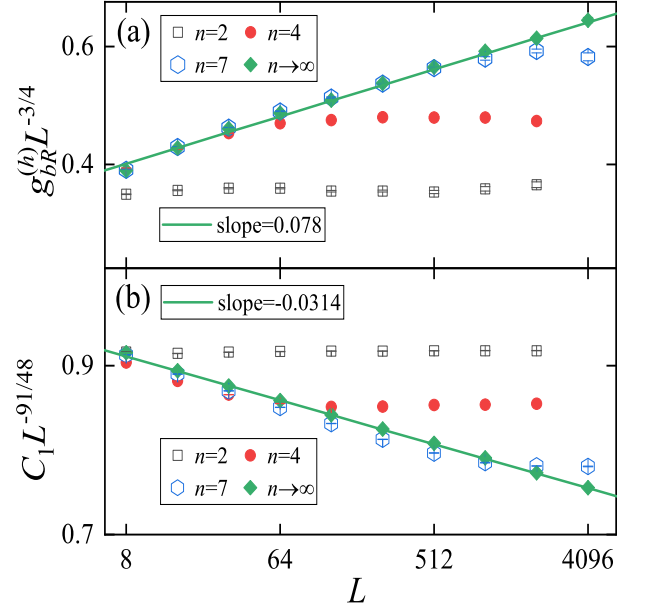 (a)
n=2 n=4
n=7 n→∞
0.6
0.4
g_{bR}^{(h)}L^{-3/4}
slope=0.078
(b)
slope=-0.0314
0.9
0.7
C_1L^{-91/48}
n=2 n=4
n=7 n→∞
8 64 512 4096
L